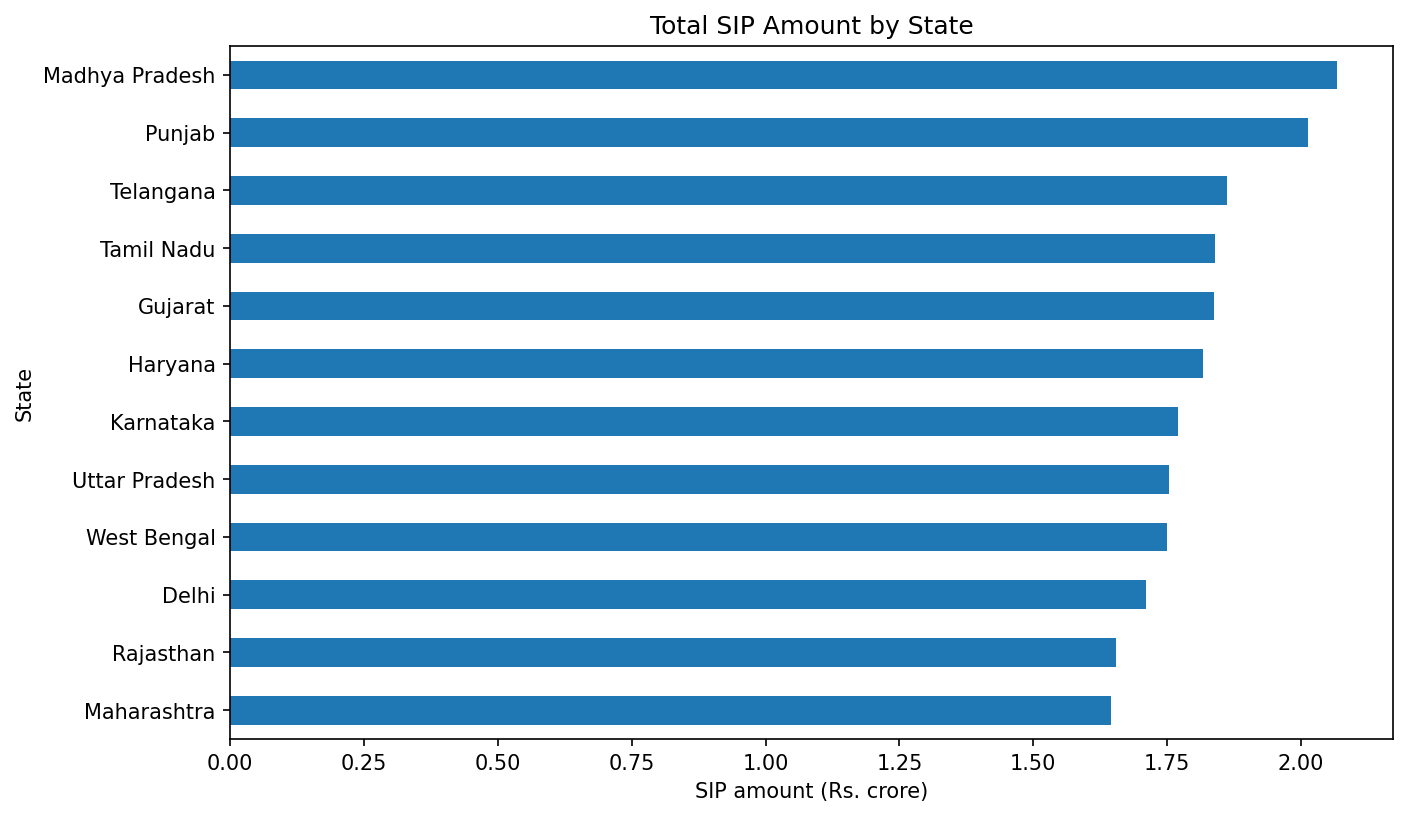 Total SIP Amount by State
Madhya Pradesh
Punjab
Telangana
Tamil Nadu
Gujarat
Haryana
Karnataka
Uttar Pradesh
West Bengal
Delhi
Rajasthan
Maharashtra
State
0.00 0.25 0.50 0.75 1.00 1.25 1.50 1.75 2.00
SIP amount (Rs. crore)